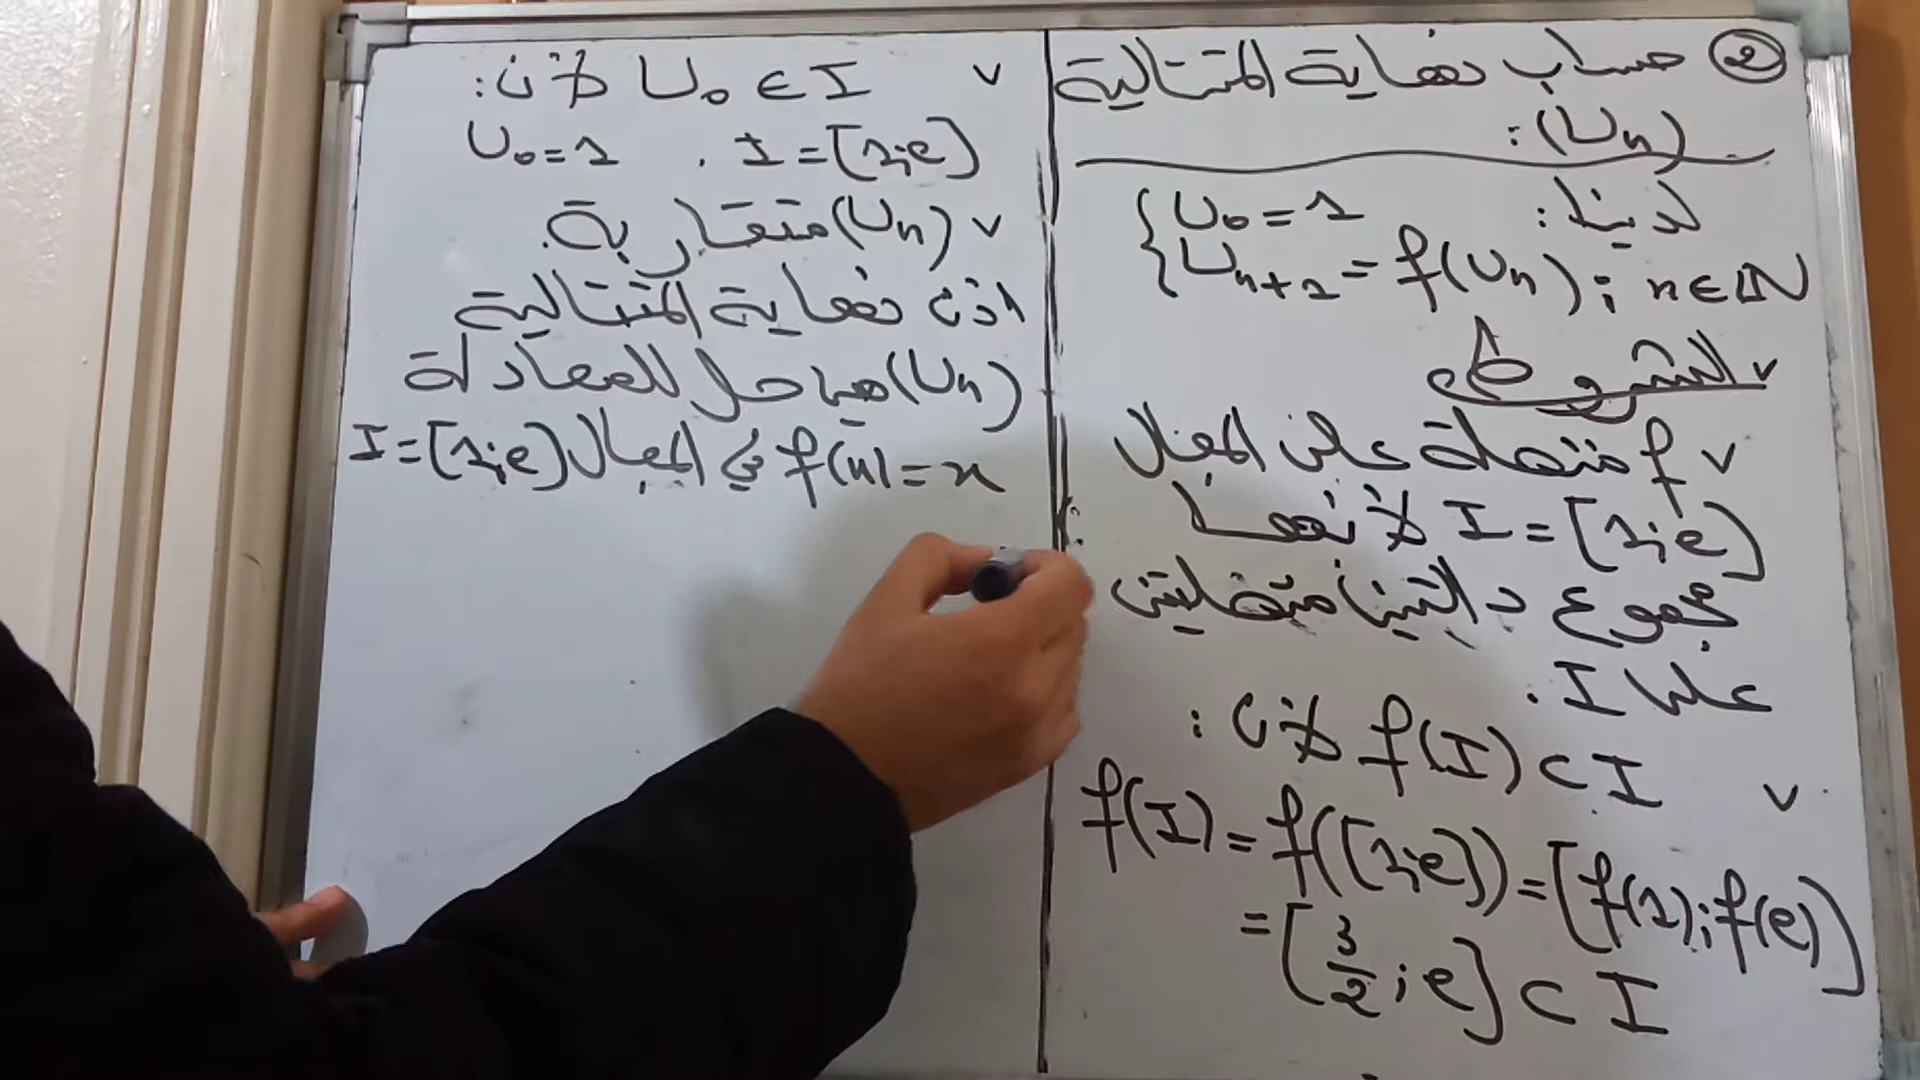 ② حساب نهاية المتتالية
(Uₙ):
لدينا: { U₀ = 1
{ Uₙ₊₁ = f(Uₙ) ; n ∈ ℕ
✓ الشروط
✓ f متصلة على المجال
I = [1;e] لأنها
مجموع دالتين متصلتين
على I.
✓ f(I) ⊂ I لأن:
f(I) = f([1;e]) = [f(1);f(e)]
= [3/2 ; e] ⊂ I
✓ U₀ ∈ I لأن:
U₀ = 1 . I = [1;e]
✓ (Uₙ) متقاربة.
اذن نهاية المتتالية
(Uₙ) هي حل للمعادلة
f(x) = x في المجال I = [1;e]